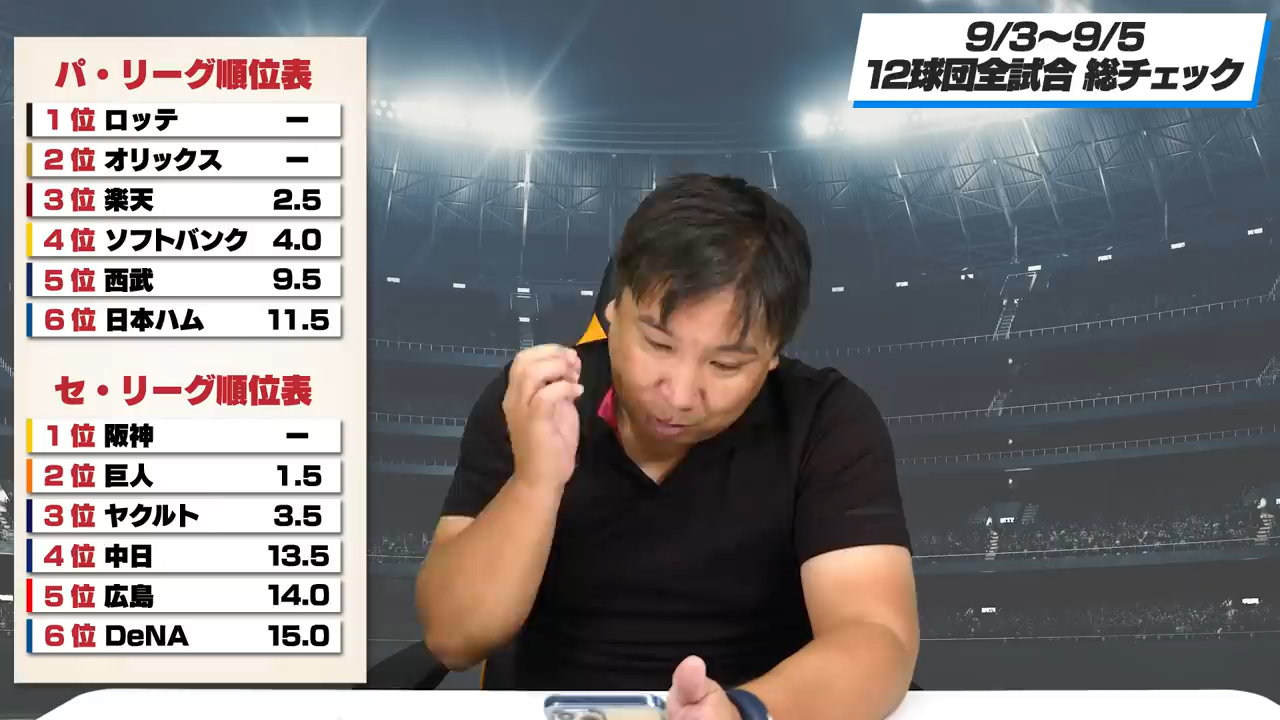 9/3〜9/5
12球団全試合 総チェック
パ・リーグ順位表
1位 ロッテ ー
2位 オリックス ー
3位 楽天 2.5
4位 ソフトバンク 4.0
5位 西武 9.5
6位 日本ハム 11.5
セ・リーグ順位表
1位 阪神 ー
2位 巨人 1.5
3位 ヤクルト 3.5
4位 中日 13.5
5位 広島 14.0
6位 DeNA 15.0